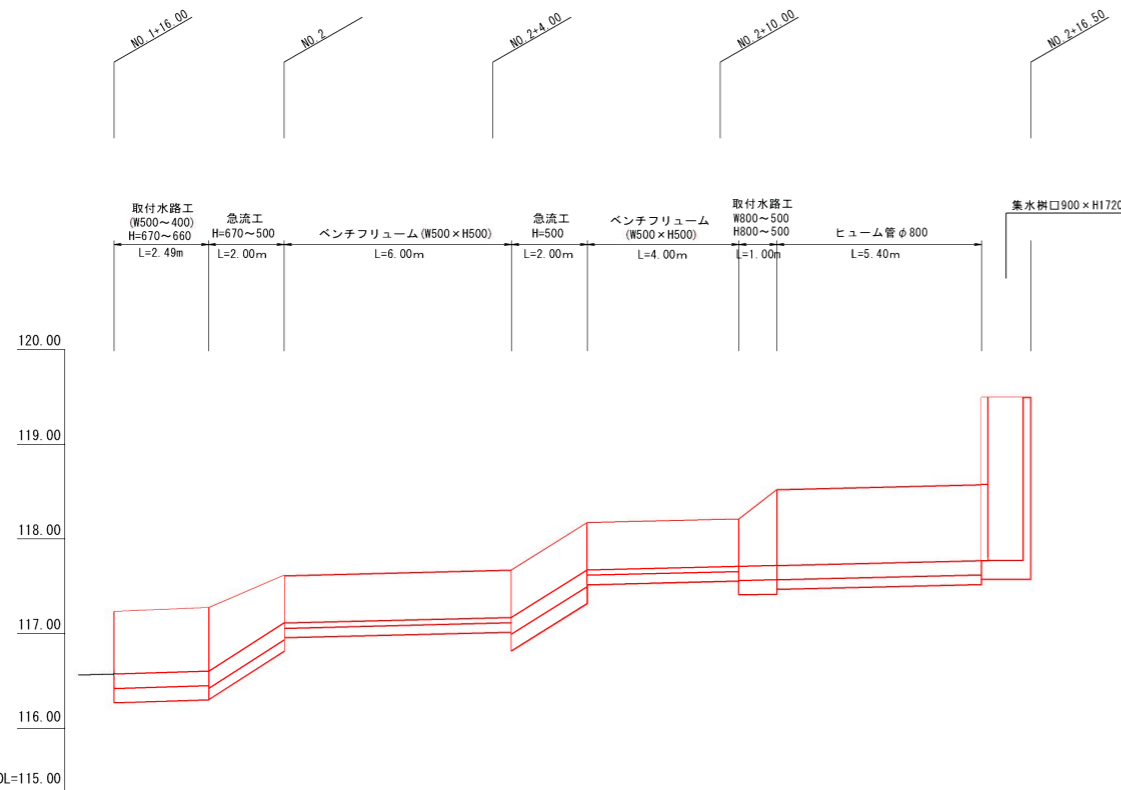 NO.1+16.00
NO.2
NO.2+4.00
NO.2+10.00
NO.2+16.50
取付水路工
(W500～400)
H=670～660
L=2.49m
急流工
H=670～500
L=2.00m
ベンチフリューム(W500×H500)
L=6.00m
急流工
H=500
L=2.00m
ベンチフリューム
(W500×H500)
L=4.00m
取付水路工
W800～500
H800～500
L=1.00m
ヒューム管φ800
L=5.40m
集水桝口900×H1720
120.00
119.00
118.00
117.00
116.00
DL=115.00